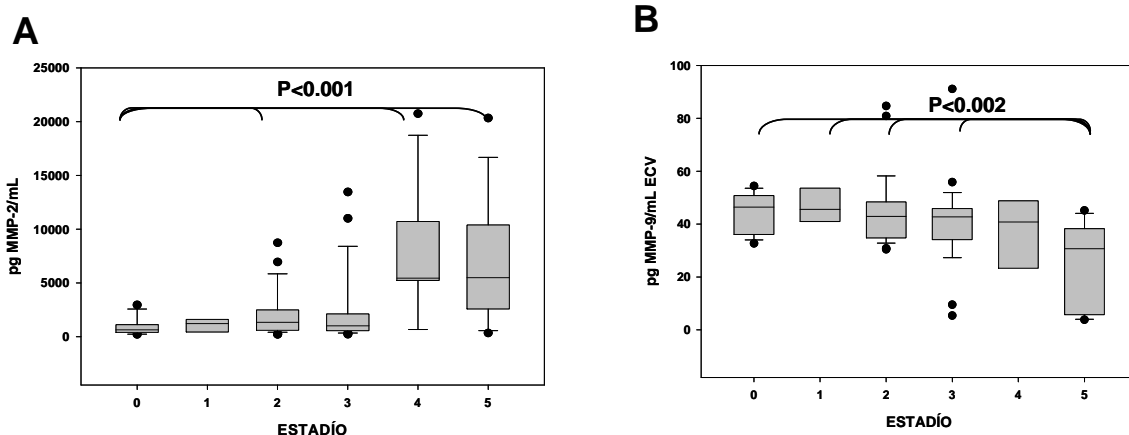 A
25000
20000
15000
10000
5000
0
pg MMP-2/mL
P<0.001
0 1 2 3 4 5
ESTADÍO
B
100
80
60
40
20
0
pg MMP-9/mL ECV
P<0.002
0 1 2 3 4 5
ESTADÍO